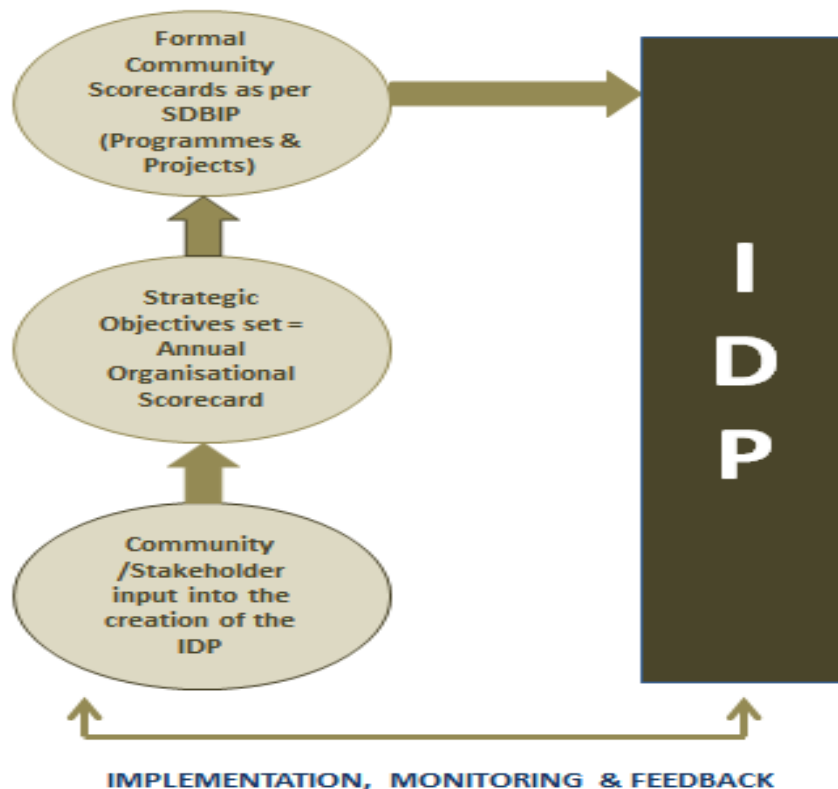 Formal
Community
Scorecards as per
SDBIP
(Programmes &
Projects)
Strategic
Objectives set =
Annual
Organisational
Scorecard
Community
/Stakeholder
input into the
creation of the
IDP
I
D
P
IMPLEMENTATION, MONITORING & FEEDBACK